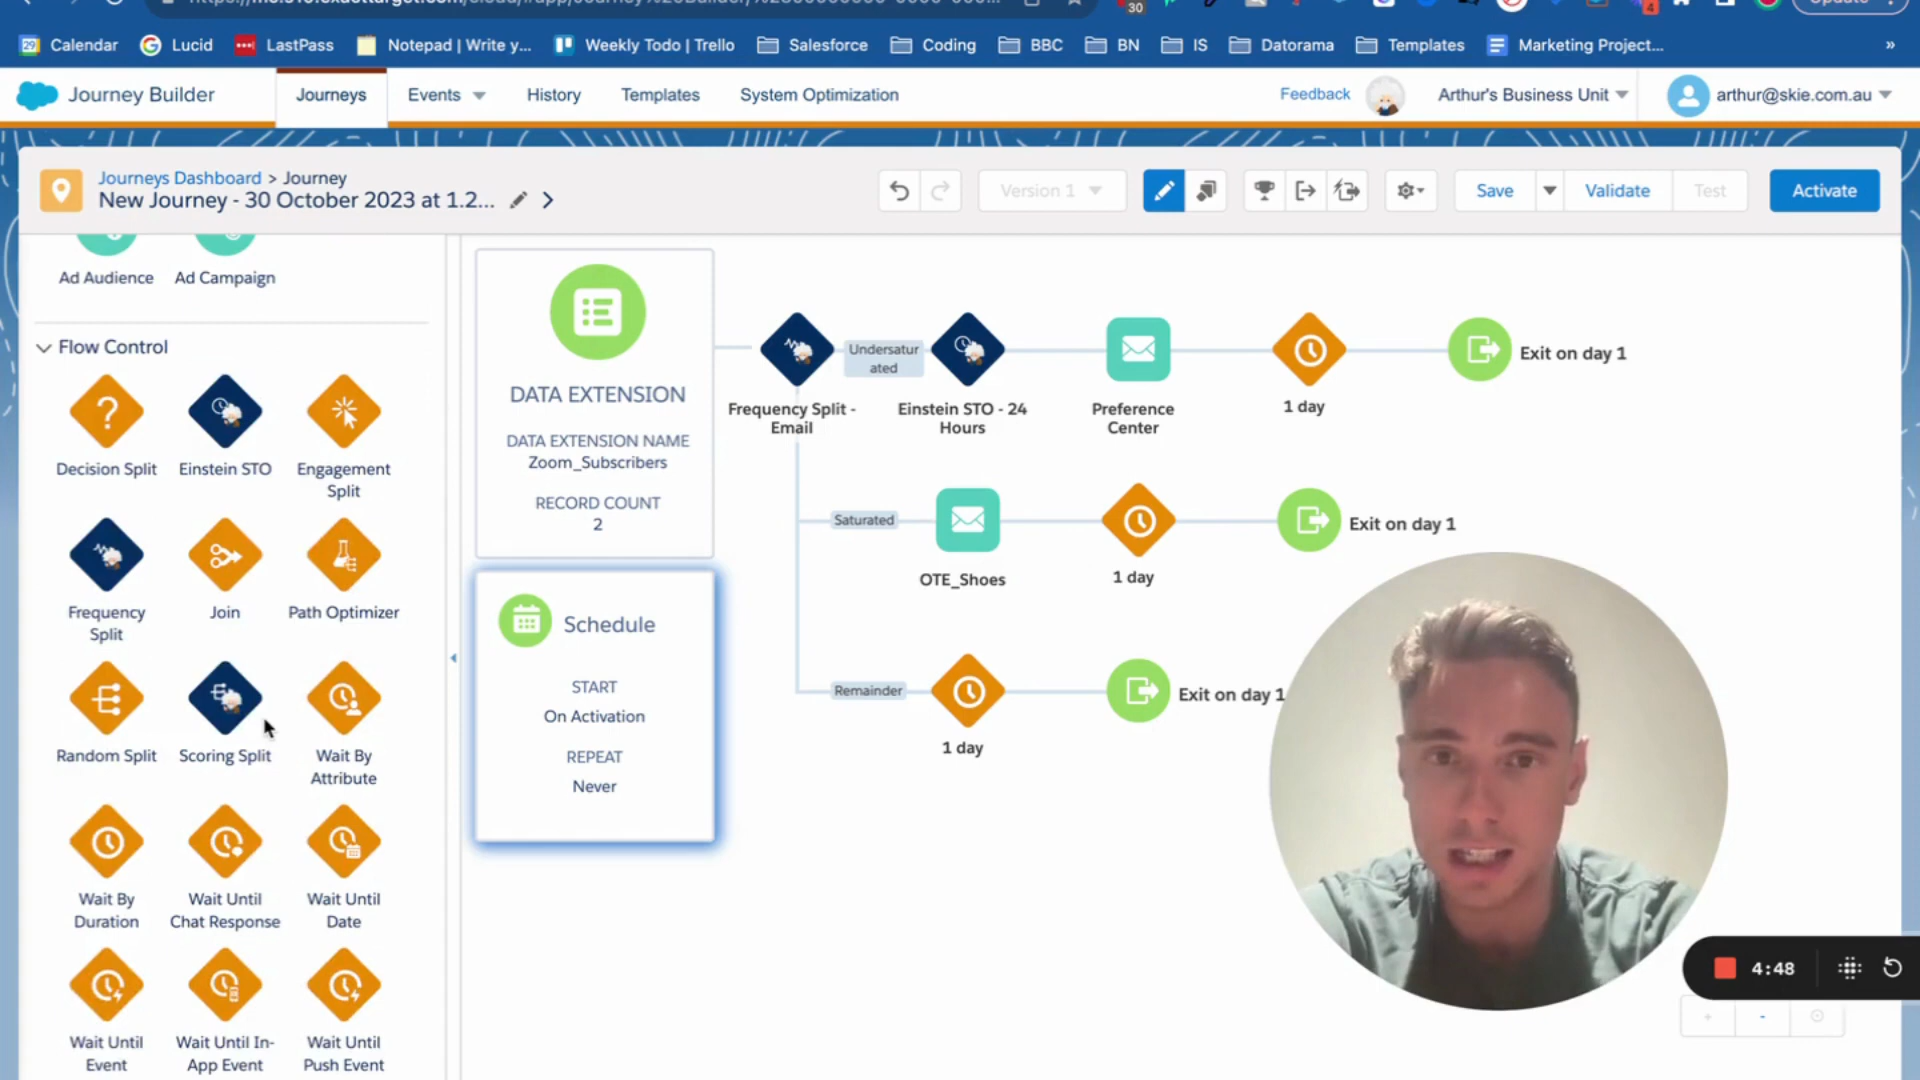 Calendar
Lucid
LastPass
Notepad | Write y...
Weekly Todo | Trello
Salesforce
Coding
BBC
BN
IS
Datorama
Templates
Marketing Project...
»
30
4
Update
Journey Builder
Journeys
Events
History
Templates
System Optimization
Feedback
Arthur's Business Unit
arthur@skie.com.au
Journeys Dashboard > Journey
New Journey - 30 October 2023 at 1.2...
Version 1
Save
Validate
Test
Activate
Ad Audience
Ad Campaign
Flow Control
Decision Split
Einstein STO
Engagement
Split
Frequency
Split
Join
Path Optimizer
Random Split
Scoring Split
Wait By
Attribute
Wait By
Duration
Wait Until
Chat Response
Wait Until
Date
Wait Until
Event
Wait Until In-
App Event
Wait Until
Push Event
DATA EXTENSION
DATA EXTENSION NAME
Zoom_Subscribers
RECORD COUNT
2
Schedule
START
On Activation
REPEAT
Never
Frequency Split -
Email
Undersatur
ated
Einstein STO - 24
Hours
Preference
Center
1 day
Exit on day 1
Saturated
OTE_Shoes
1 day
Exit on day 1
Remainder
1 day
Exit on day 1
4:48